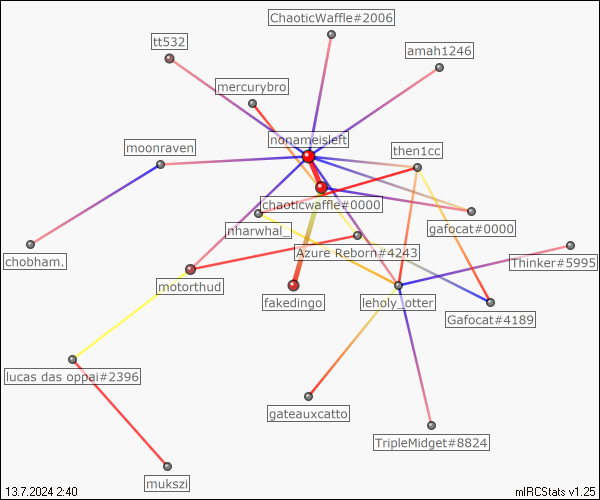 ChaoticWaffle#2006
tt532
amah1246
mercurybro
nonameisleft
moonraven
then1cc
chaoticwaffle#0000
nharwhal_
gafocat#0000
chobham.
Azure Reborn#4243
Thinker#5995
motorthud
fakedingo
leholy_otter
Gafocat#4189
lucas das oppai#2396
gateauxcatto
TripleMidget#8824
mukszi
13.7.2024 2:40
mIRCStats v1.25